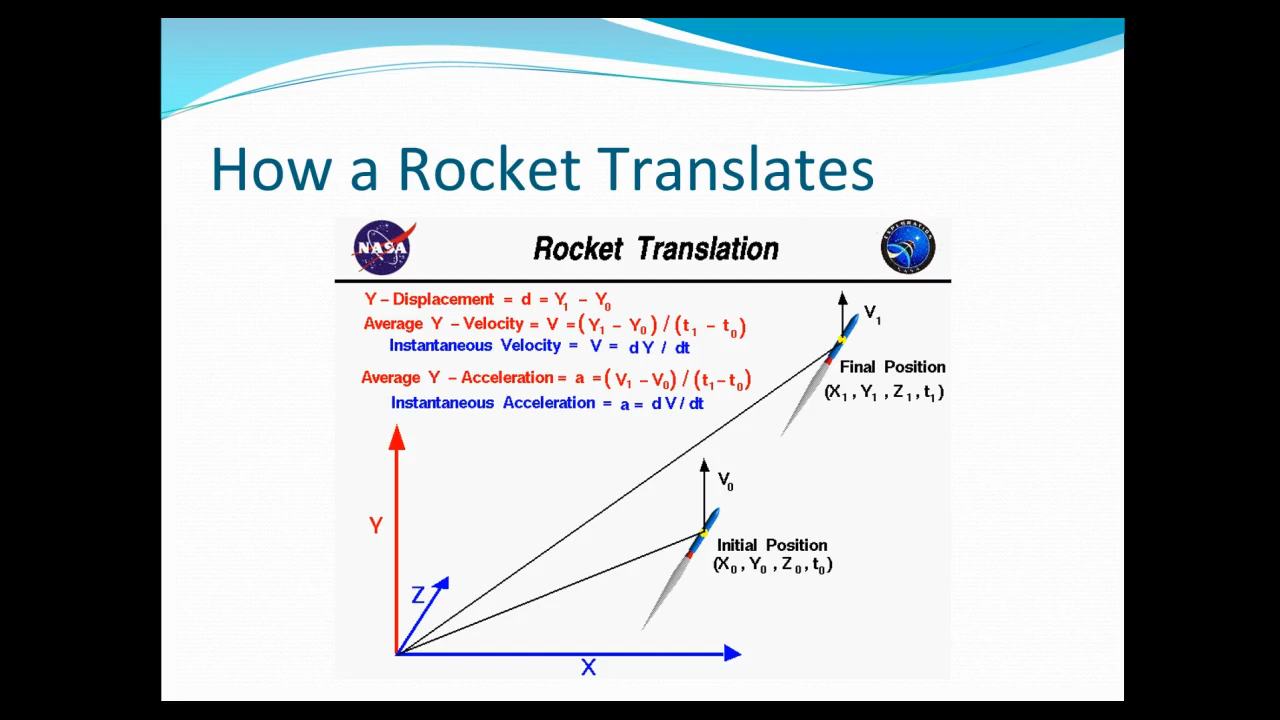 How a Rocket Translates
NASA
Rocket Translation
EXPLORATION
NASA
Y – Displacement = d = Y₁ – Y₀
Average Y – Velocity = V = (Y₁ – Y₀) / (t₁ – t₀)
Instantaneous Velocity = V = d Y / dt
Average Y – Acceleration = a = (V₁ – V₀) / (t₁ – t₀)
Instantaneous Acceleration = a = d V / dt
V₁
Final Position
(X₁ , Y₁ , Z₁ , t₁)
V₀
Initial Position
(X₀ , Y₀ , Z₀ , t₀)
Y
Z
X